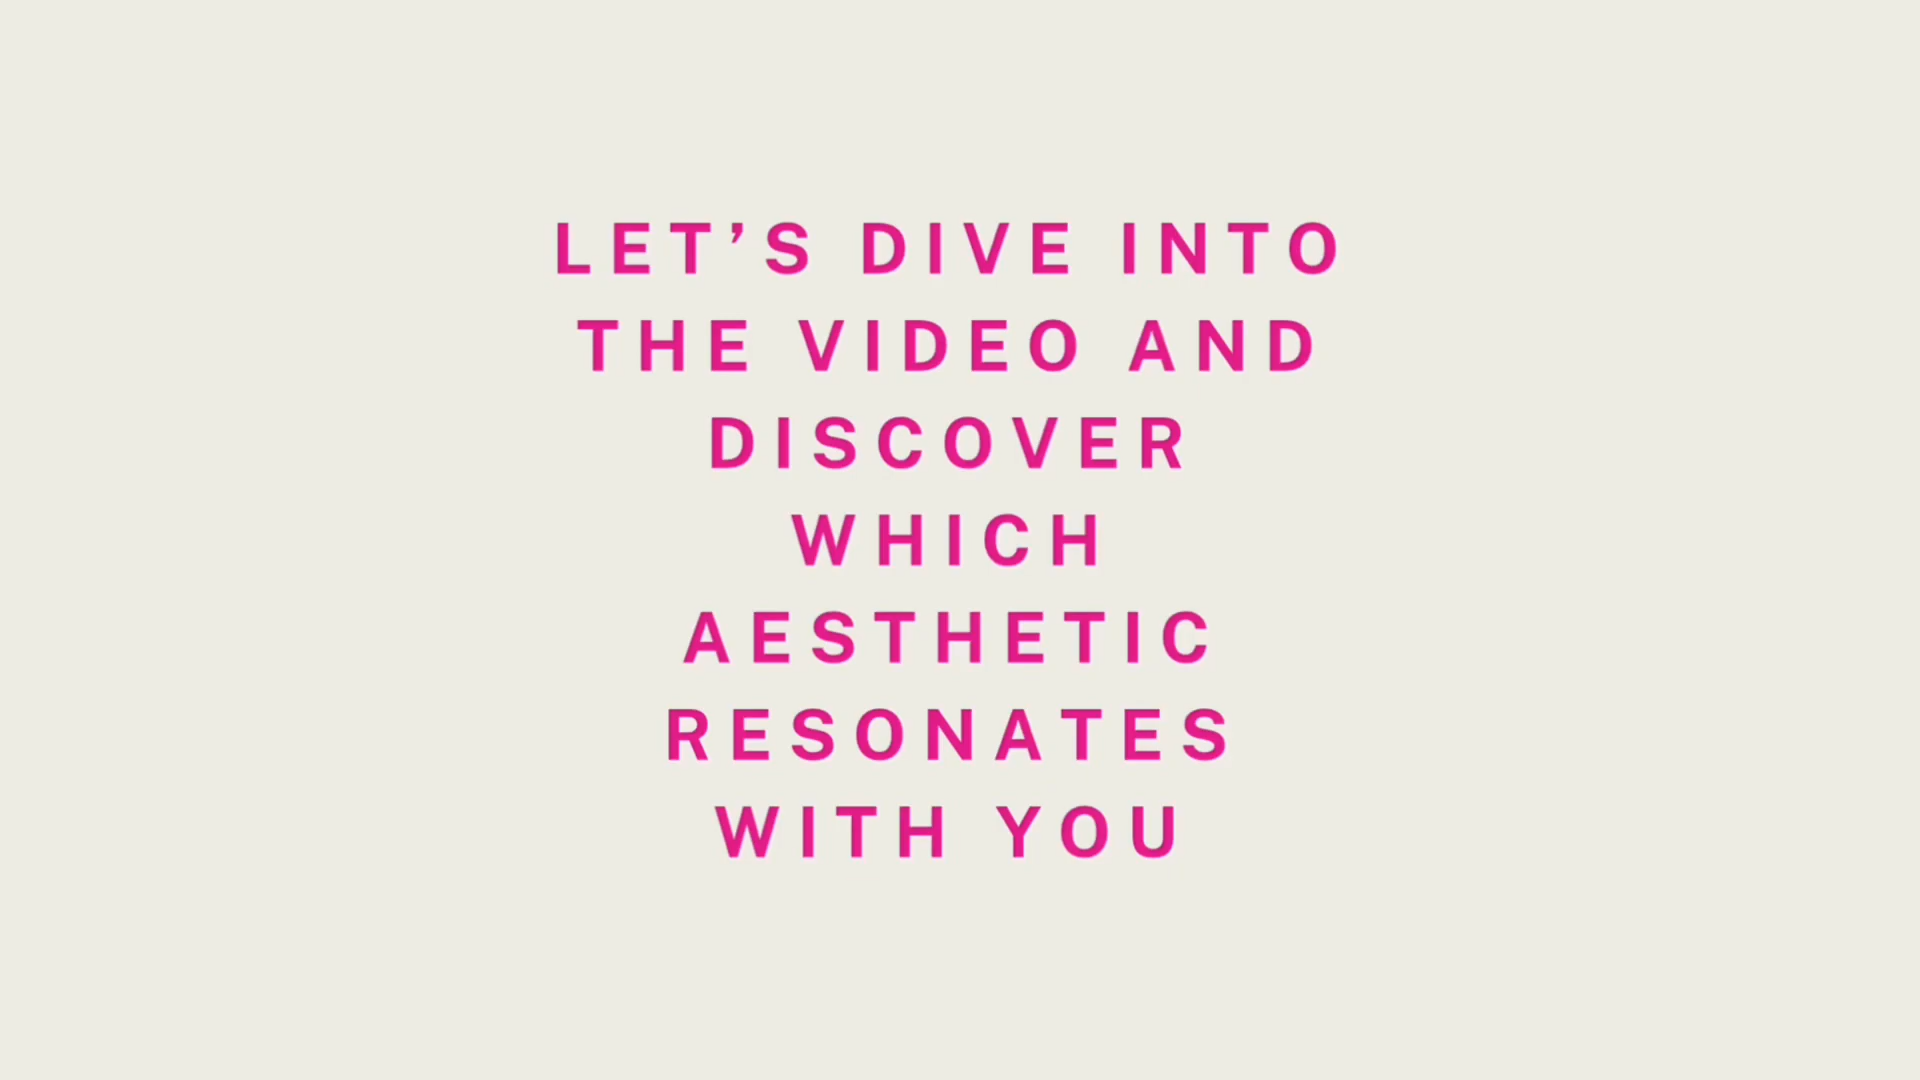 LET’S DIVE INTO
THE VIDEO AND
DISCOVER
WHICH
AESTHETIC
RESONATES
WITH YOU